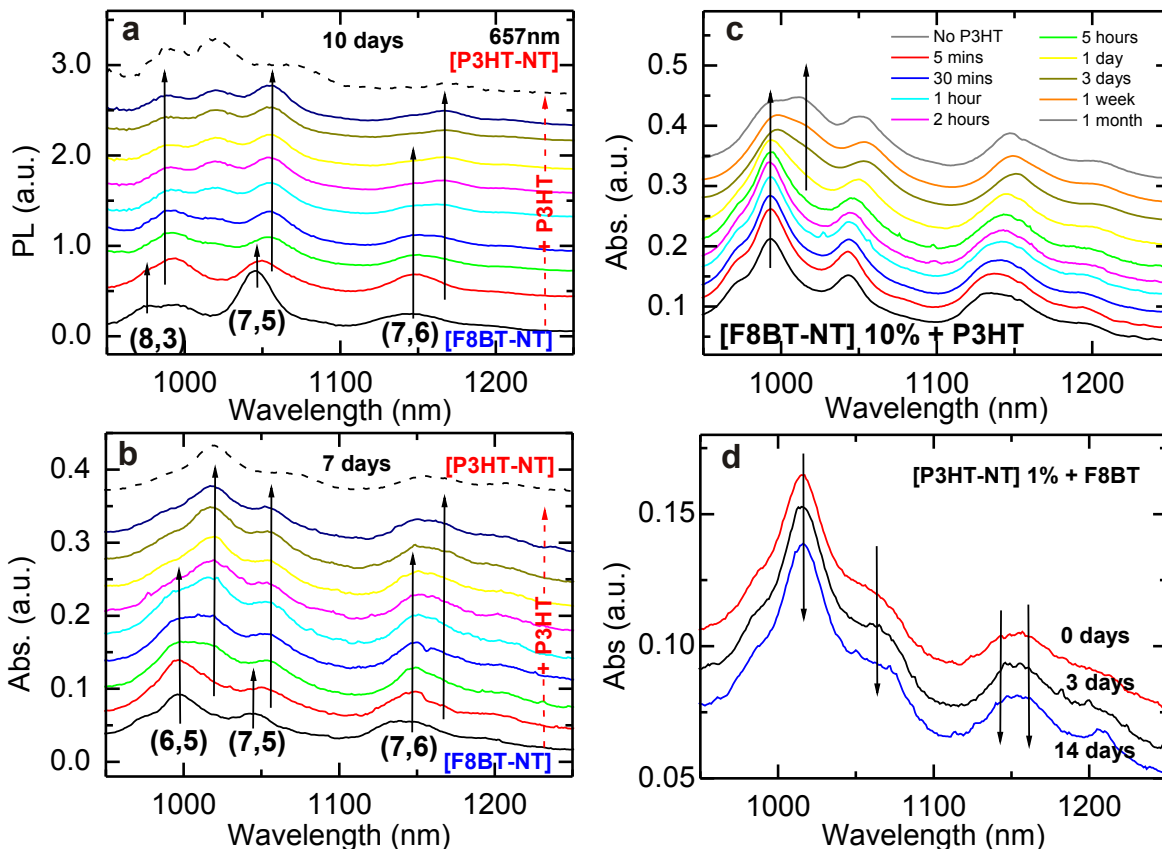 a
10 days
657nm
[P3HT-NT]
3.0
2.0
1.0
0.0
PL (a.u.)
+ P3HT
(8,3)
(7,5)
(7,6)
[F8BT-NT]
1000 1100 1200
Wavelength (nm)
c
No P3HT
5 mins
30 mins
1 hour
2 hours
5 hours
1 day
3 days
1 week
1 month
0.5
0.4
0.3
0.2
0.1
Abs. (a.u.)
[F8BT-NT] 10% + P3HT
1000 1100 1200
Wavelength (nm)
b
7 days
[P3HT-NT]
0.4
0.3
0.2
0.1
0.0
Abs. (a.u.)
+ P3HT
(6,5)
(7,5)
(7,6)
[F8BT-NT]
1000 1100 1200
Wavelength (nm)
d
[P3HT-NT] 1% + F8BT
0.15
0.10
0.05
Abs (a.u.)
0 days
3 days
14 days
1000 1100 1200
Wavelength (nm)